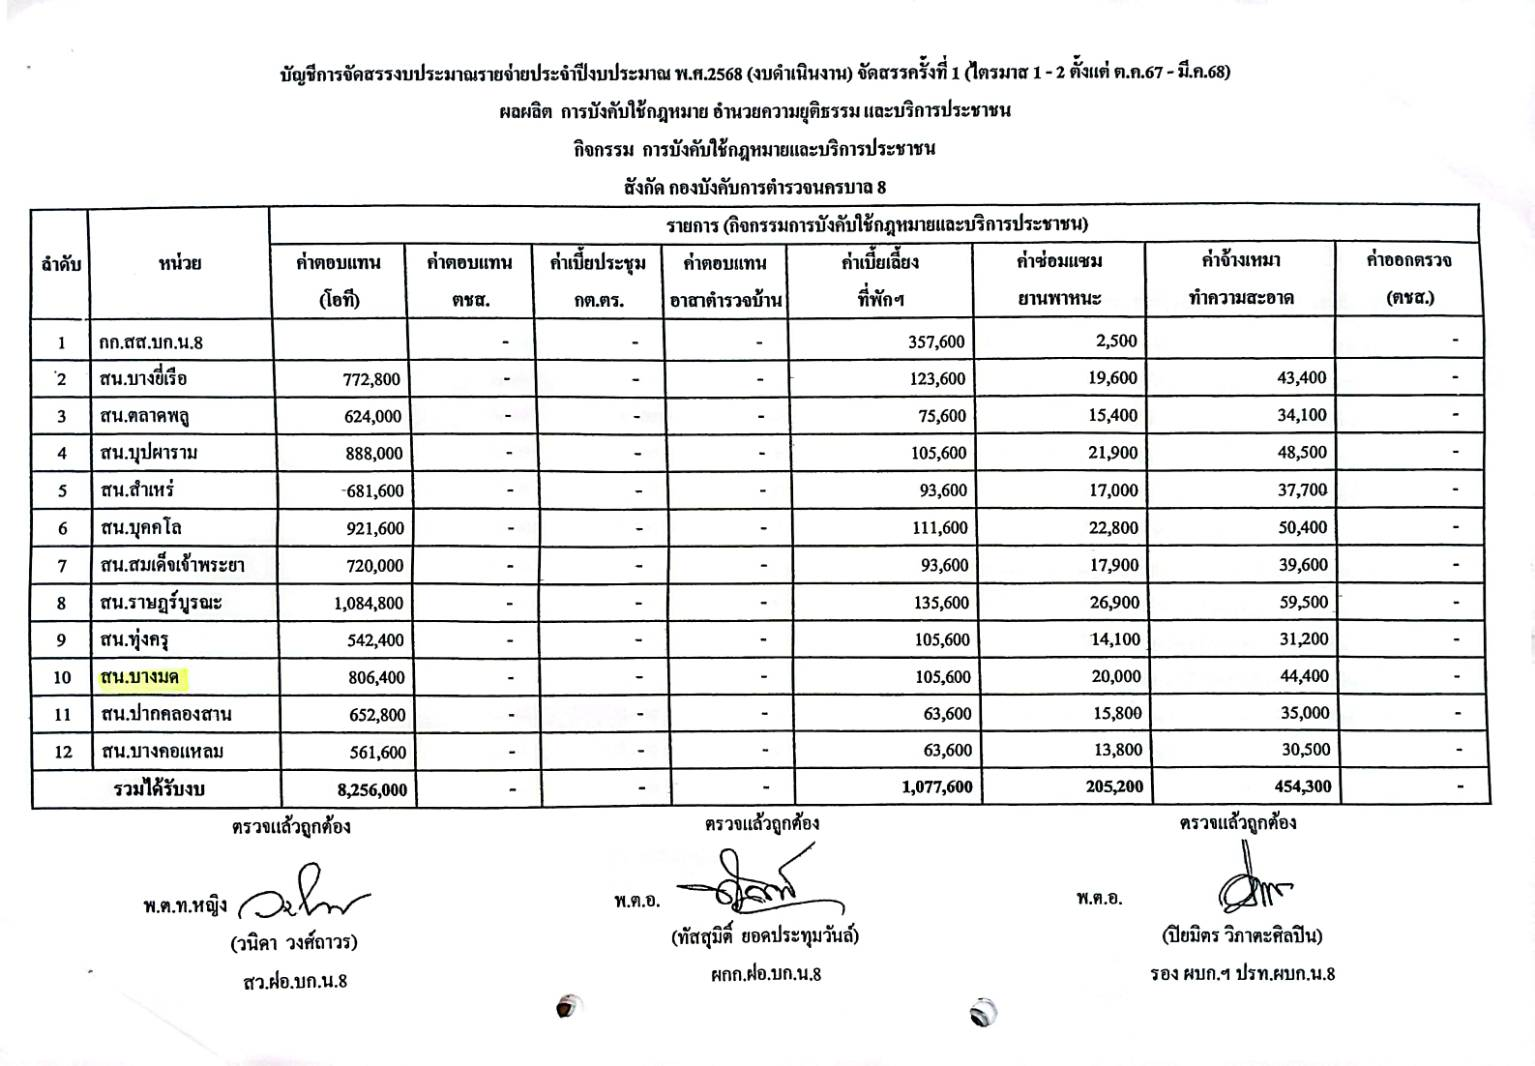 บัญชีการจัดสรรงบประมาณรายจ่ายประจำปีงบประมาณ พ.ศ.2568 (งบดำเนินงาน) จัดสรรครั้งที่ 1 (ไตรมาส 1 - 2 ตั้งแต่ ต.ค.67 - มี.ค.68)
ผลผลิต การบังคับใช้กฎหมาย อำนวยความยุติธรรม และบริการประชาชน
กิจกรรม การบังคับใช้กฎหมายและบริการประชาชน
สังกัด กองบังคับการตำรวจนครบาล 8
ลำดับ หน่วย รายการ (กิจกรรมการบังคับใช้กฎหมายและบริการประชาชน)
ค่าตอบแทน ค่าตอบแทน ค่าเบี้ยประชุม ค่าตอบแทน ค่าเบี้ยเลี้ยง ค่าซ่อมแซม ค่าจ้างเหมา ค่าออกตรวจ
(โอที) ตชส. กต.ตร. อาสาตำรวจบ้าน ที่พักฯ ยานพาหนะ ทำความสะอาด (ตชส.)
1 กก.สส.บก.น.8 - - - 357,600 2,500 -
2 สน.บางยี่เรือ 772,800 - - - 123,600 19,600 43,400 -
3 สน.ตลาดพลู 624,000 - - - 75,600 15,400 34,100 -
4 สน.บุปผาราม 888,000 - - - 105,600 21,900 48,500 -
5 สน.สำเหร่ 681,600 - - - 93,600 17,000 37,700 -
6 สน.บุคคโล 921,600 - - - 111,600 22,800 50,400 -
7 สน.สมเด็จเจ้าพระยา 720,000 - - - 93,600 17,900 39,600 -
8 สน.ราษฎร์บูรณะ 1,084,800 - - - 135,600 26,900 59,500 -
9 สน.ทุ่งครุ 542,400 - - - 105,600 14,100 31,200 -
10 สน.บางมด 806,400 - - - 105,600 20,000 44,400 -
11 สน.ปากคลองสาน 652,800 - - - 63,600 15,800 35,000 -
12 สน.บางคอแหลม 561,600 - - - 63,600 13,800 30,500 -
รวมได้รับงบ 8,256,000 - - - 1,077,600 205,200 454,300 -
ตรวจแล้วถูกต้อง ตรวจแล้วถูกต้อง ตรวจแล้วถูกต้อง
พ.ต.ท.หญิง พ.ต.อ. พ.ต.อ.
(วนิดา วงศ์ถาวร) (ทัสสุมิติ์ ยอดประทุมวันล์) (ปิยมิตร วิภาตะศิลปิน)
สว.ฝอ.บก.น.8 ผกก.ฝอ.บก.น.8 รอง ผบก.ฯ ปรท.ผบก.น.8